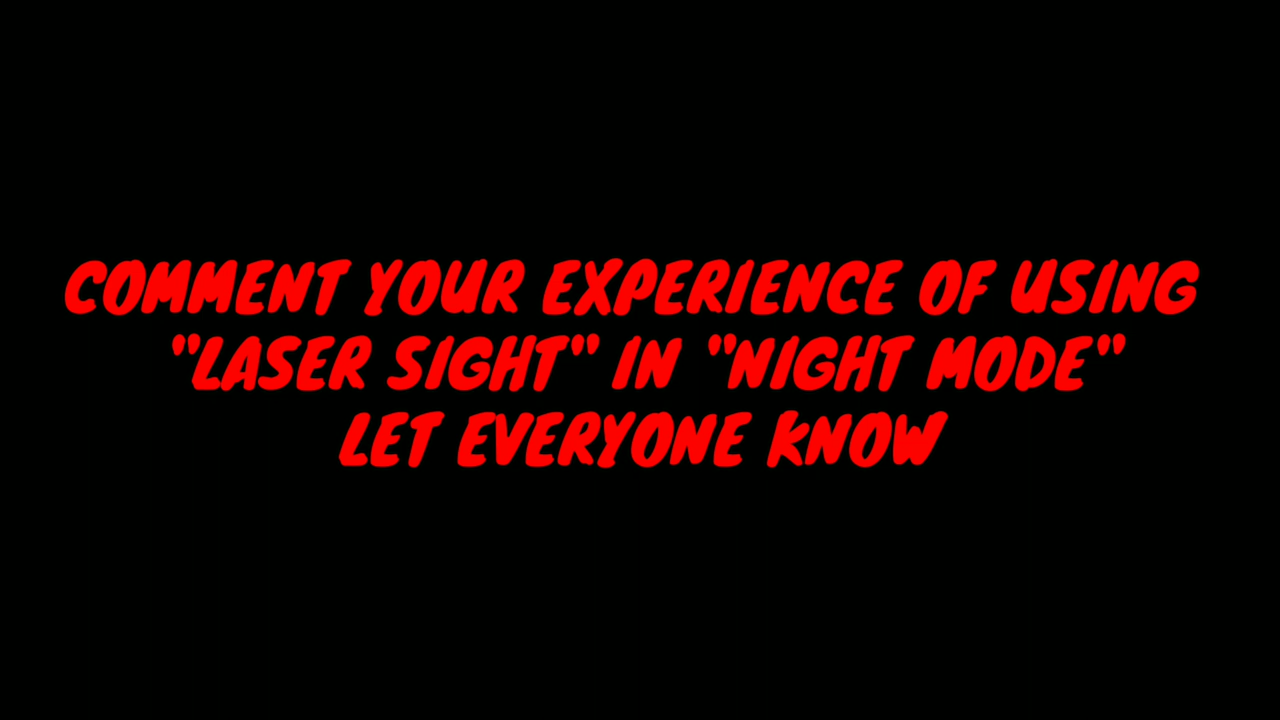 COMMENT YOUR EXPERIENCE OF USING
"LASER SIGHT" IN "NIGHT MODE"
LET EVERYONE KNOW